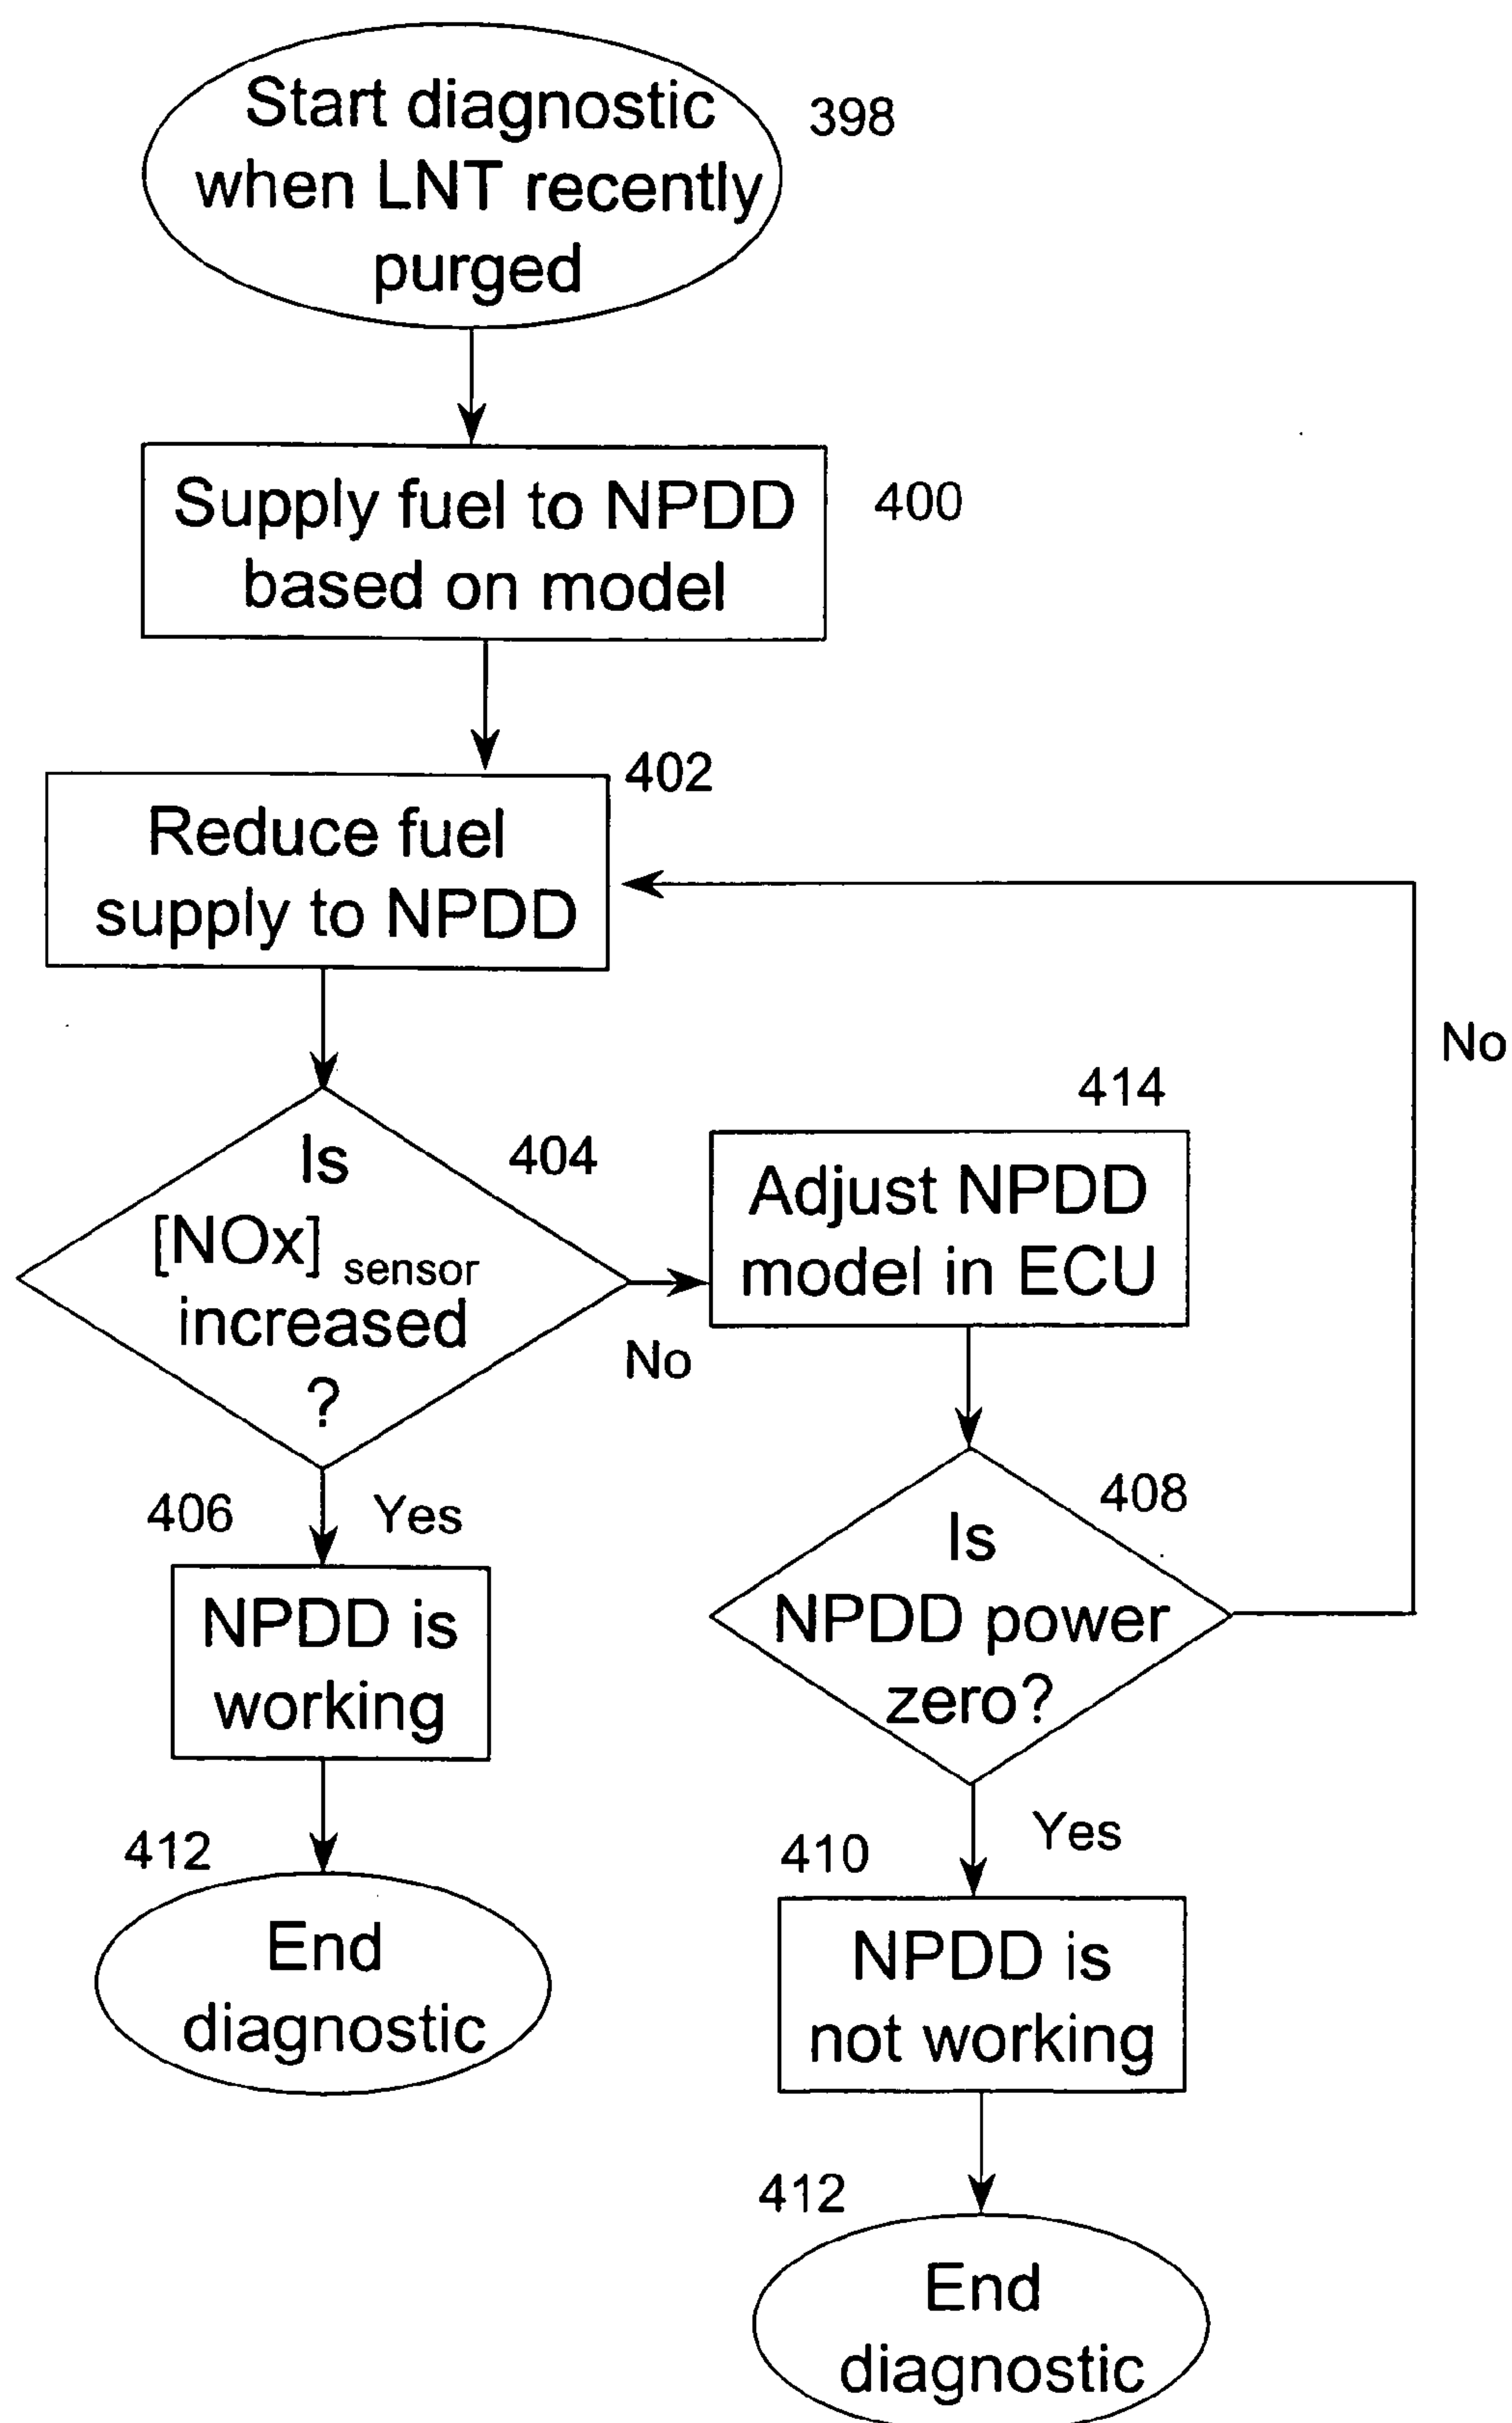 Start diagnostic
when LNT recently
purged
398
Supply fuel to NPDD
based on model
400
402
Reduce fuel
supply to NPDD
No
414
Is
[NOx] sensor
increased
?
404
Adjust NPDD
model in ECU
No
406
Yes
408
Is
NPDD power
zero?
NPDD is
working
412
Yes
410
End
diagnostic
NPDD is
not working
412
End
diagnostic